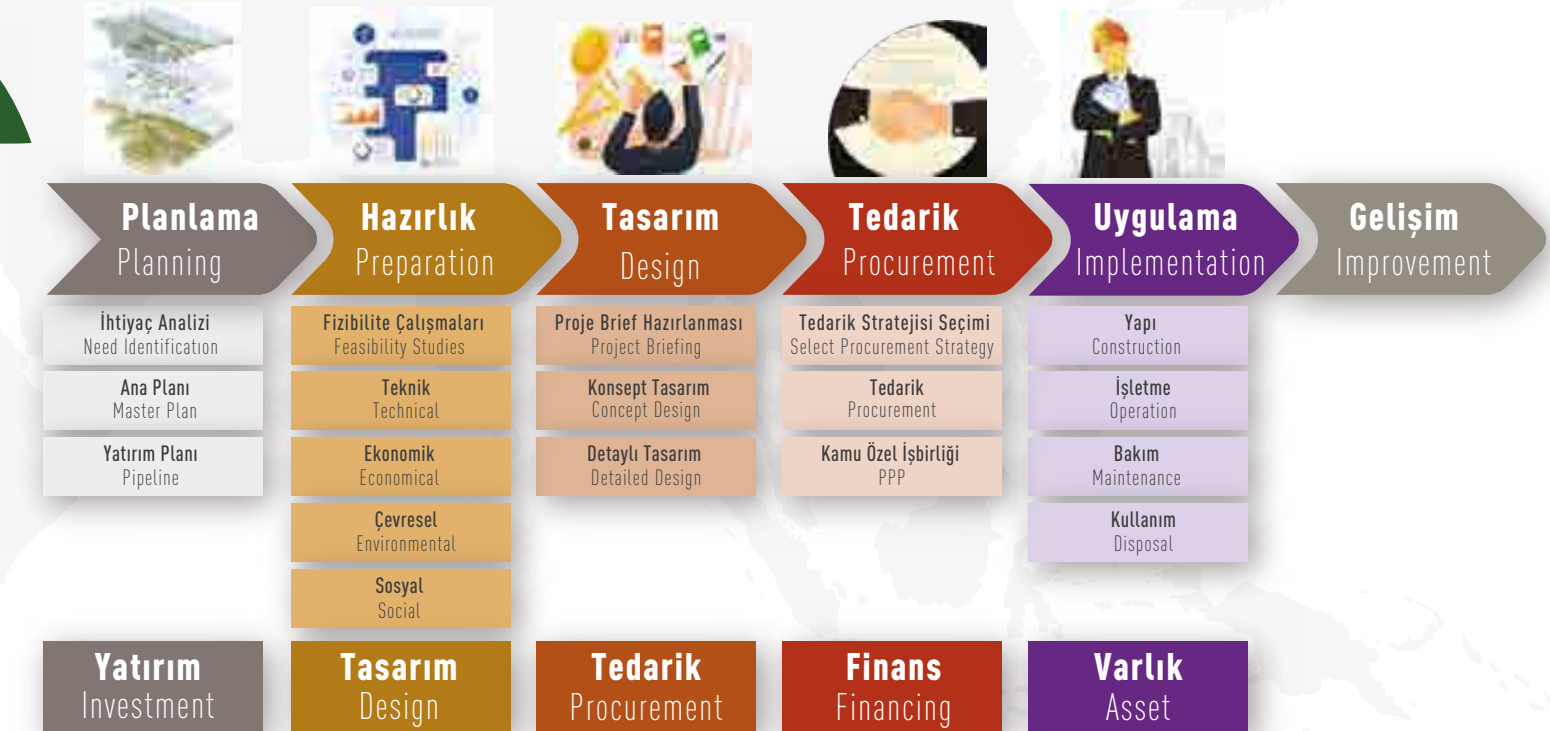 Planlama
Planning
Hazırlık
Preparation
Tasarım
Design
Tedarik
Procurement
Uygulama
Implementation
Gelişim
Improvement
İhtiyaç Analizi
Need Identification
Ana Planı
Master Plan
Yatırım Planı
Pipeline
Fizibilite Çalışmaları
Feasibility Studies
Teknik
Technical
Ekonomik
Economical
Çevresel
Environmental
Sosyal
Social
Proje Brief Hazırlanması
Project Briefing
Konsept Tasarım
Concept Design
Detaylı Tasarım
Detailed Design
Tedarik Stratejisi Seçimi
Select Procurement Strategy
Tedarik
Procurement
Kamu Özel İşbirliği
PPP
Yapı
Construction
İşletme
Operation
Bakım
Maintenance
Kullanım
Disposal
Yatırım
Investment
Tasarım
Design
Tedarik
Procurement
Finans
Financing
Varlık
Asset